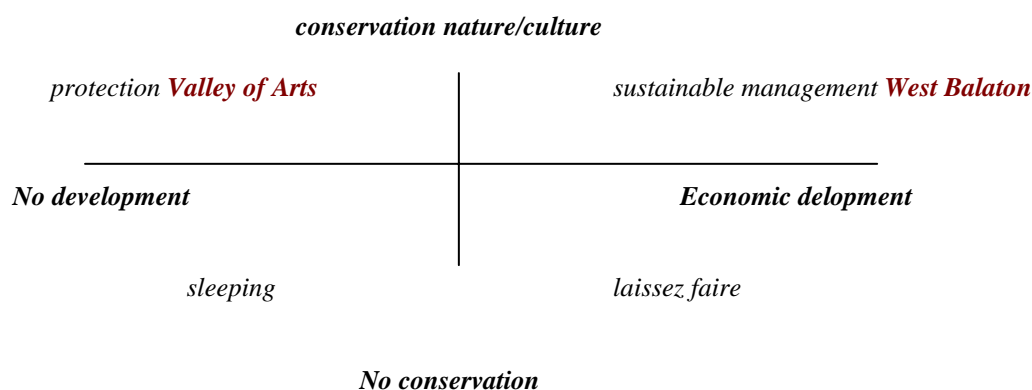 conservation nature/culture
protection Valley of Arts
sustainable management West Balaton
No development
Economic delopment
sleeping
laissez faire
No conservation